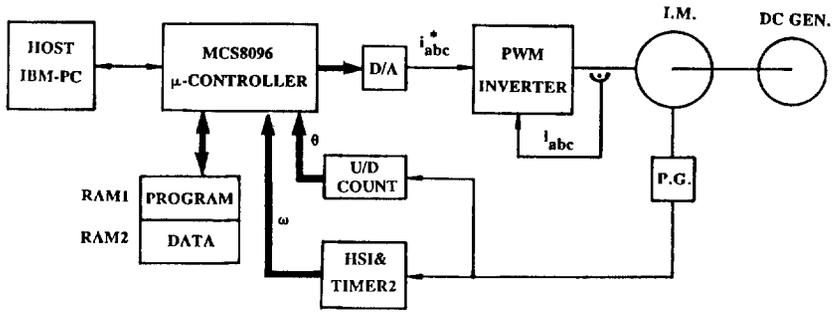 HOST
IBM-PC
MCS8096
μ-CONTROLLER
D/A
i*abc
PWM
INVERTER
I.M.
DC GEN.
iabc
θ
U/D
COUNT
P.G.
RAM1
PROGRAM
RAM2
DATA
ω
HSI&
TIMER2